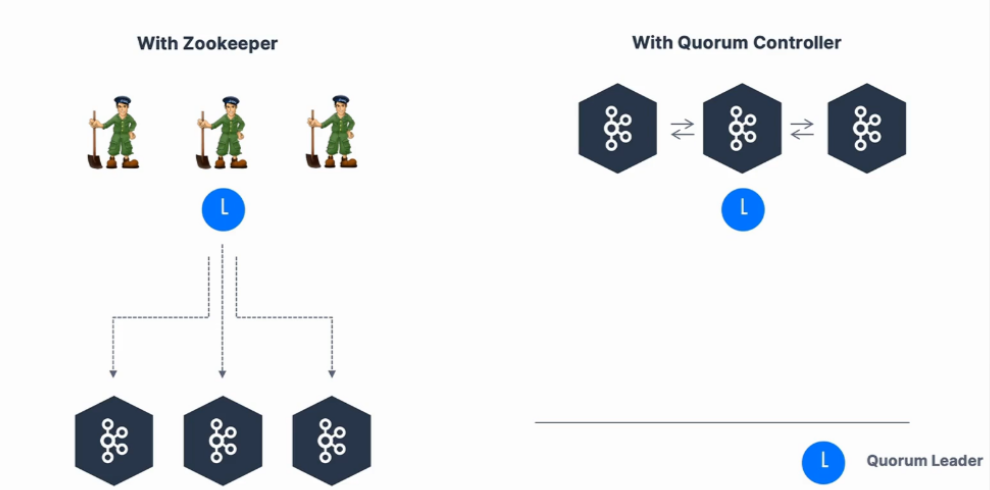 With Zookeeper
With Quorum Controller
L
L
L
Quorum Leader